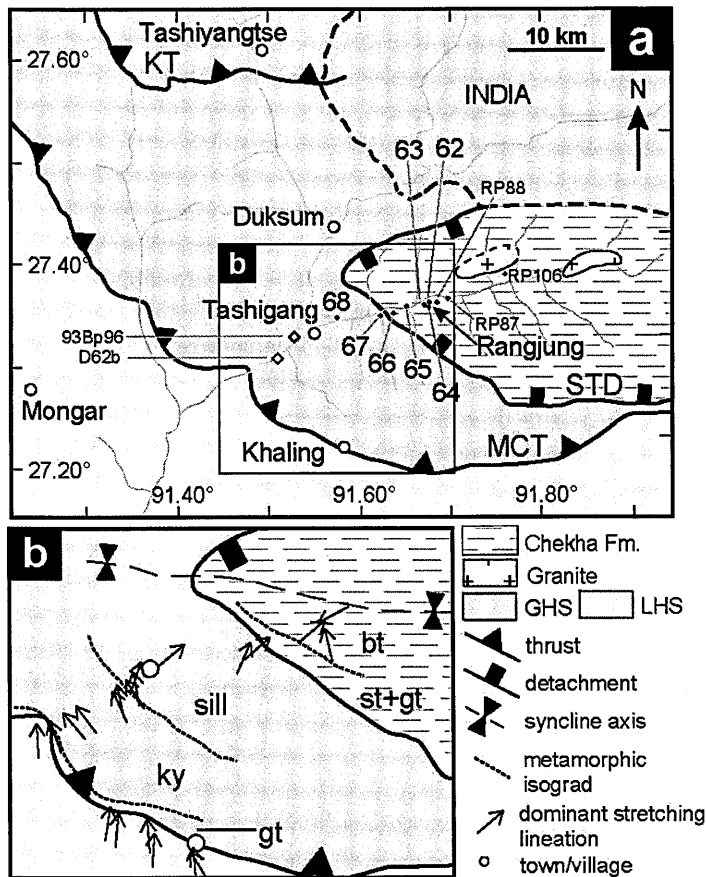 27.60°
Tashiyangtse
KT
10 km
a
INDIA
N
63
62
RP88
Duksum
27.40°
b
68
Tashigang
RP106
93Bp96
D62b
RP87
67
66
65
64
Rangjung
STD
Mongar
Khaling
MCT
27.20°
91.40°
91.60°
91.80°
b
bt
st+gt
sill
ky
gt
Chekha Fm.
Granite
GHS
LHS
thrust
detachment
syncline axis
metamorphic
isograd
dominant stretching
lineation
town/village